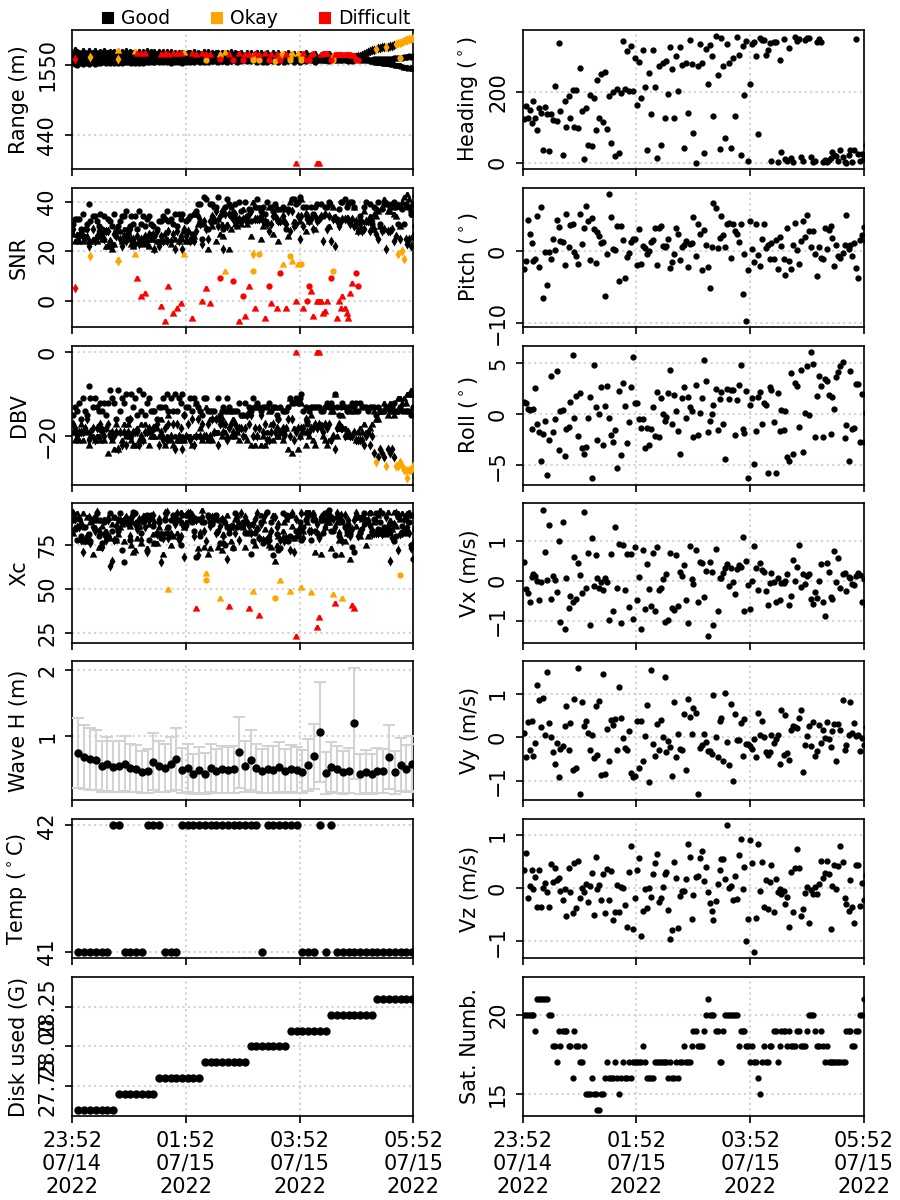 Good Okay Difficult
Range (m)
1550
440
Heading (°)
200
0
SNR
40
20
0
Pitch (°)
0
−10
DBV
0
−20
Roll (°)
5
0
−5
Xc
75
50
25
Vx (m/s)
1
0
−1
Wave H (m)
2
1
Vy (m/s)
1
0
−1
Temp (°C)
42
41
Vz (m/s)
1
0
−1
Disk used (G)
28.25
28.00
27.75
Sat. Numb.
20
15
23:52 01:52 03:52 05:52
07/14 07/15 07/15 07/15
2022 2022 2022 2022
23:52 01:52 03:52 05:52
07/14 07/15 07/15 07/15
2022 2022 2022 2022